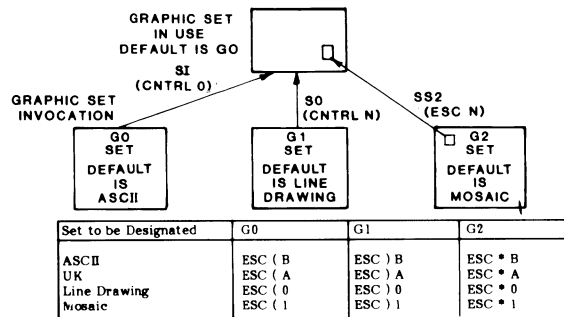 GRAPHIC SET
IN USE
DEFAULT IS GO
SI
(CNTRL 0)
SO
(CNTRL N)
SS2
(ESC N)
GRAPHIC SET
INVOCATION
G0
SET
DEFAULT
IS
ASCII
G1
SET
DEFAULT
IS LINE
DRAWING
G2
SET
DEFAULT
IS
MOSAIC
Set to be Designated G0 G1 G2
ASCII ESC ( B ESC ) B ESC * B
UK ESC ( A ESC ) A ESC * A
Line Drawing ESC ( 0 ESC ) 0 ESC * 0
Mosaic ESC ( 1 ESC ) 1 ESC * 1